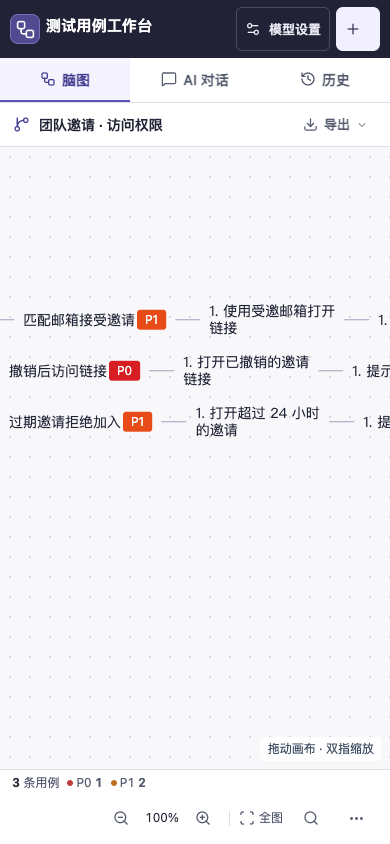 测试用例工作台
模型设置
脑图
AI 对话
历史
团队邀请 · 访问权限
导出
匹配邮箱接受邀请 P1
1. 使用受邀邮箱打开
链接
1.
撤销后访问链接 P0
1. 打开已撤销的邀请
链接
1. 提示
过期邀请拒绝加入 P1
1. 打开超过 24 小时
的邀请
1. 提
拖动画布 · 双指缩放
3 条用例 P0 1 P1 2
100%
全图